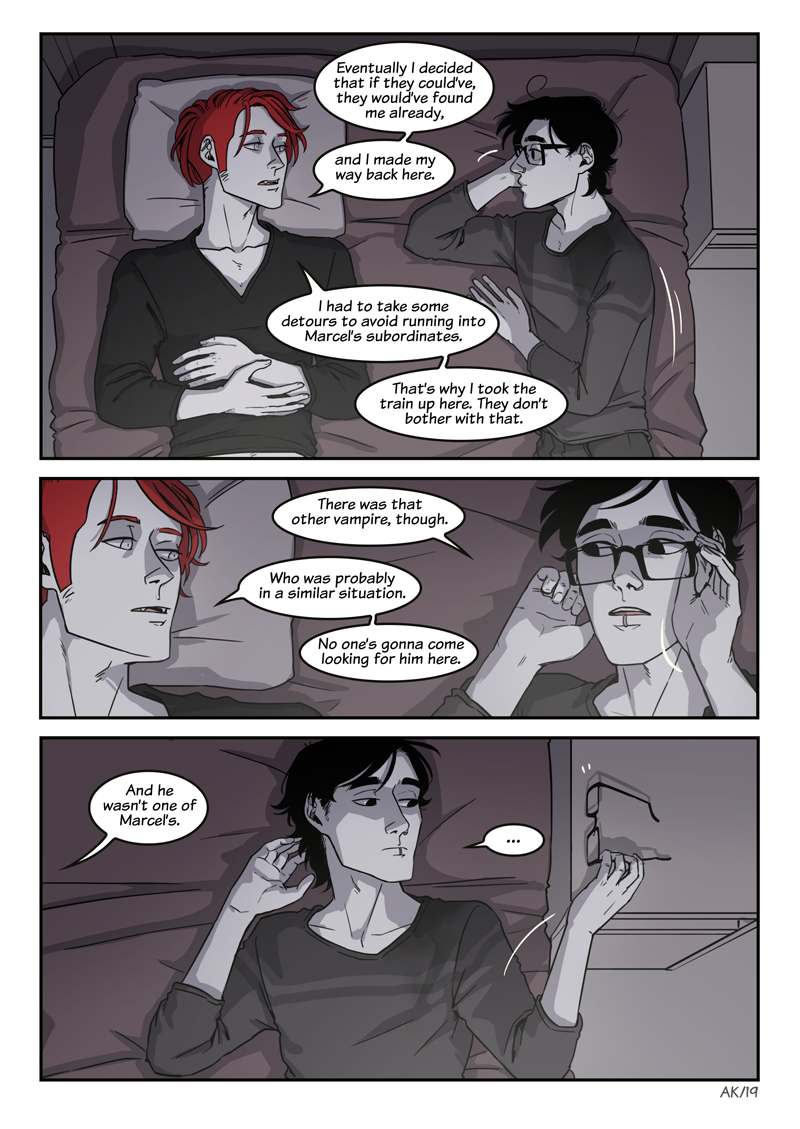 Eventually I decided
that if they could've,
they would've found
me already,
and I made my
way back here.
I had to take some
detours to avoid running into
Marcel's subordinates.
That's why I took the
train up here. They don't
bother with that.
There was that
other vampire, though.
Who was probably
in a similar situation.
No one's gonna come
looking for him here.
And he
wasn't one of
Marcel's.
...
AK/19